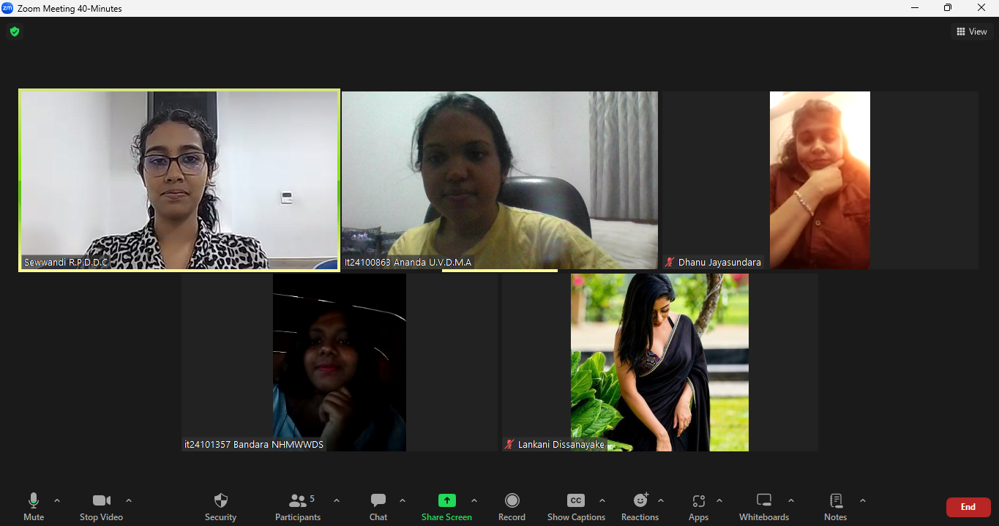 zm Zoom Meeting 40-Minutes
View
Sewwandi R.P.D.D.C
It24100863 Ananda U.V.D.M.A
Dhanu Jayasundara
it24101357 Bandara NHMWWDS
Lankani Dissanayake
5
CC
Mute
Stop Video
Security
Participants
Chat
Share Screen
Record
Show Captions
Reactions
Apps
Whiteboards
Notes
End